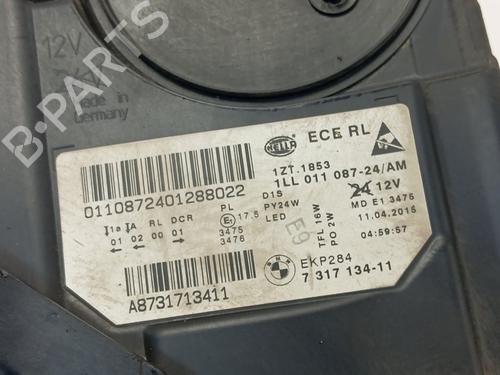 12V
Made in
Germany
B-PARTS
HELLA
ECE RL
1ZT.1853
1LL 011 087-24/AM
0110872401288022
D1S
PY24W
LED
24 12V
MD E1 3475
11.04.2015
04:59:57
TFL 16W
PO 2W
E9
I1a IA RL DCR
01 02 00 01
PL
E1 17.5
3475
3476
A8731713411
BMW
EKP284
7 317 134-11